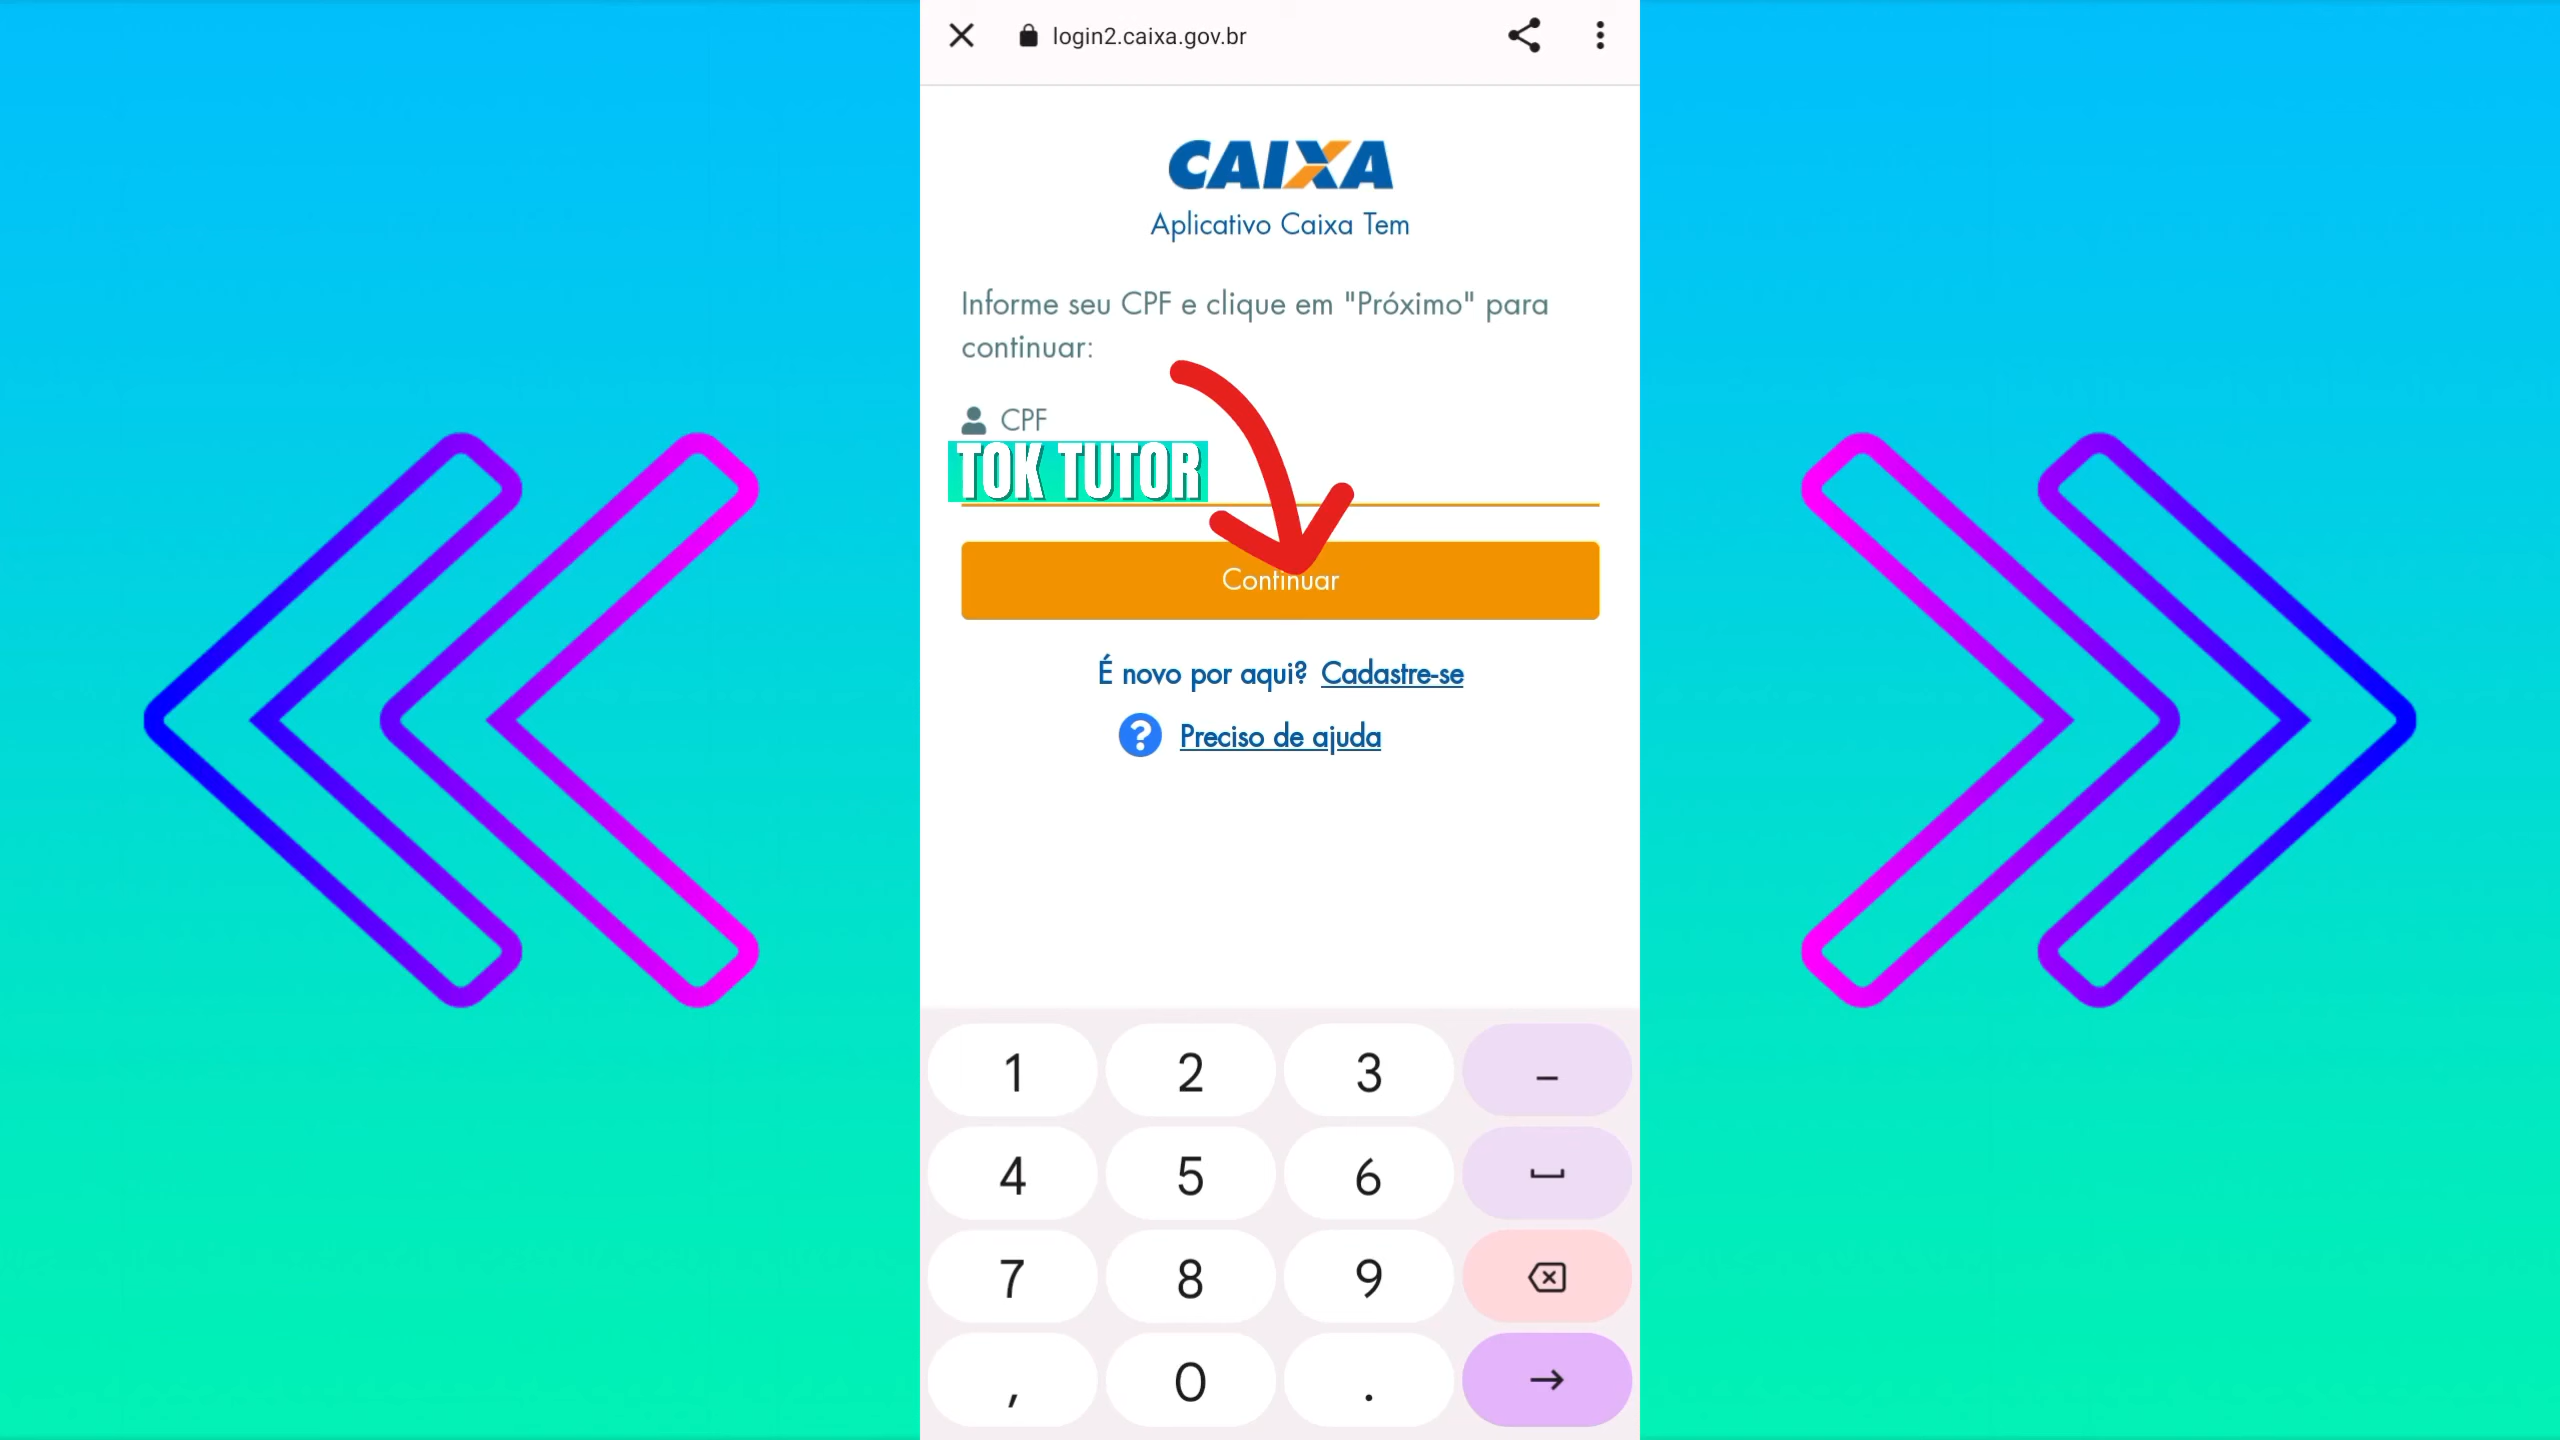 login2.caixa.gov.br
CAIXA
Aplicativo Caixa Tem
Informe seu CPF e clique em "Próximo" para
continuar:
CPF
TOK TUTOR
Continuar
É novo por aqui? Cadastre-se
? Preciso de ajuda
1 2 3 –
4 5 6
7 8 9
, 0 .